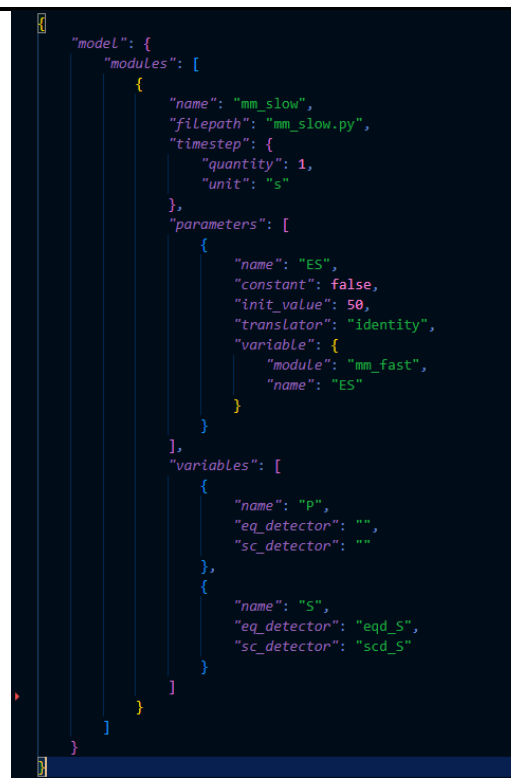 {
    "model": {
        "modules": [
            {
                "name": "mm_slow",
                "filepath": "mm_slow.py",
                "timestep": {
                    "quantity": 1,
                    "unit": "s"
                },
                "parameters": [
                    {
                        "name": "ES",
                        "constant": false,
                        "init_value": 50,
                        "translator": "identity",
                        "variable": {
                            "module": "mm_fast",
                            "name": "ES"
                        }
                    }
                ],
                "variables": [
                    {
                        "name": "P",
                        "eq_detector": "",
                        "sc_detector": ""
                    },
                    {
                        "name": "S",
                        "eq_detector": "eqd_S",
                        "sc_detector": "scd_S"
                    }
                ]
            }
        ]
    }
}